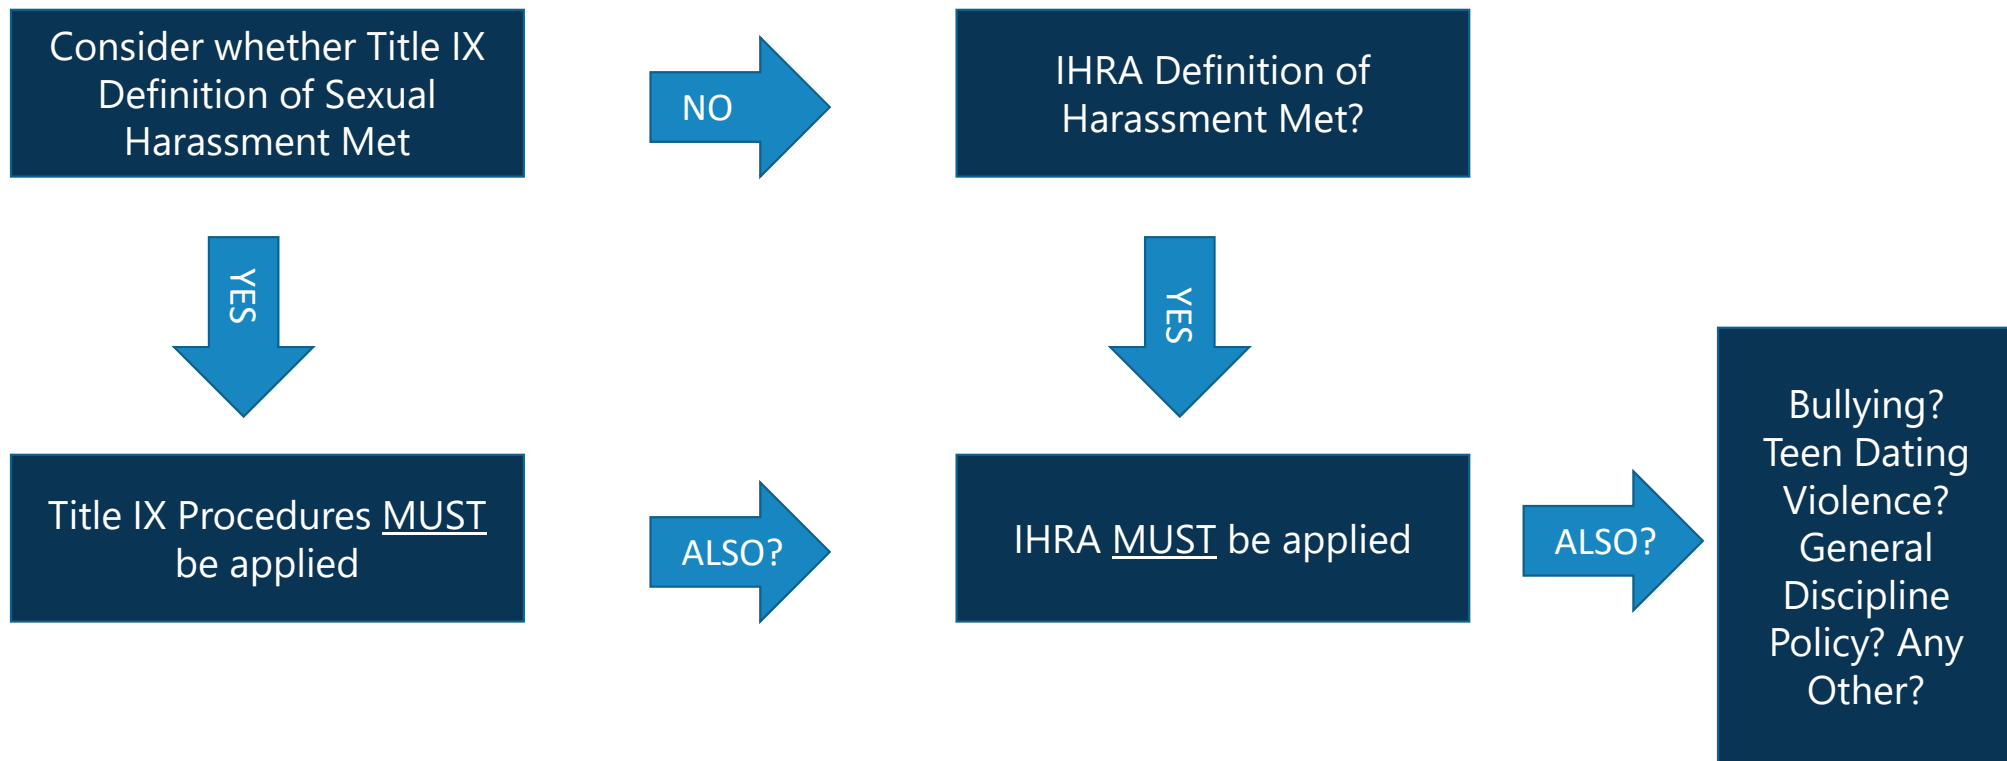 Consider whether Title IX
Definition of Sexual
Harassment Met
NO
IHRA Definition of
Harassment Met?
YES
YES
Title IX Procedures MUST
be applied
ALSO?
IHRA MUST be applied
ALSO?
Bullying?
Teen Dating
Violence?
General
Discipline
Policy? Any
Other?